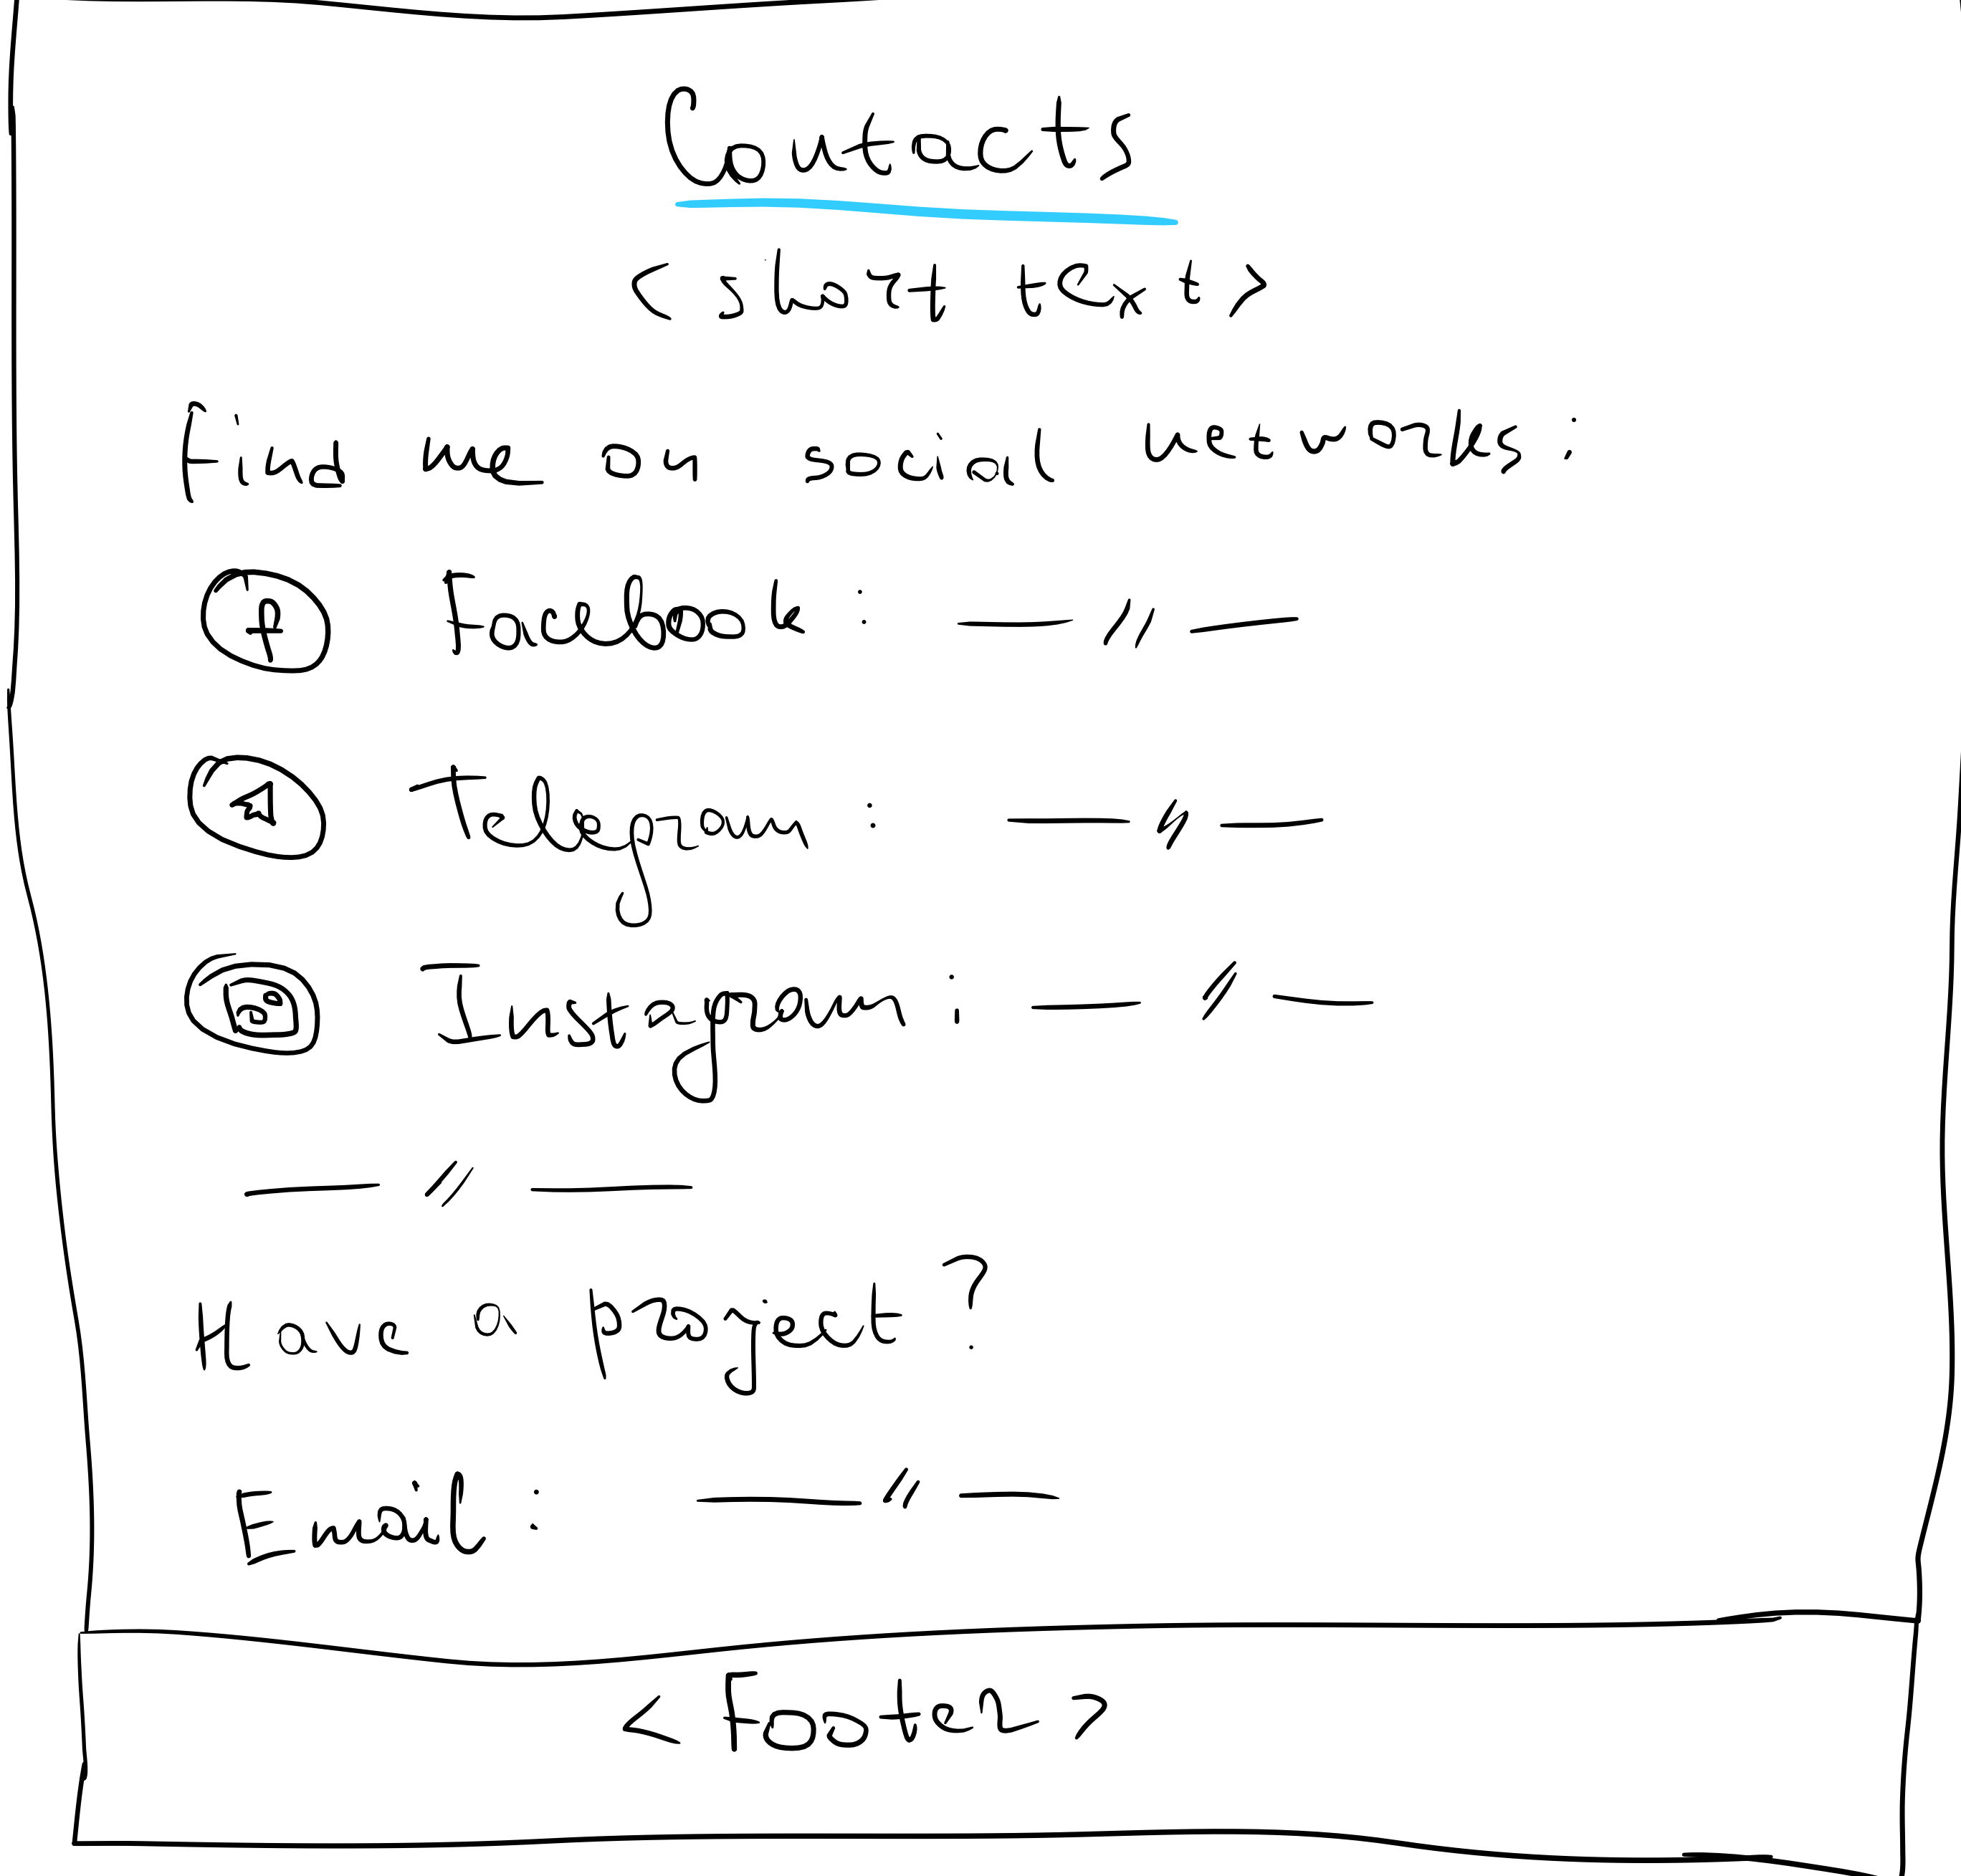 Contacts
< short text >
Find me on social networks :
f Facebook : — // —
Telegram : — // —
Instagram : — // —
— // —
Have a project ?
Email : — // —
< Footer >